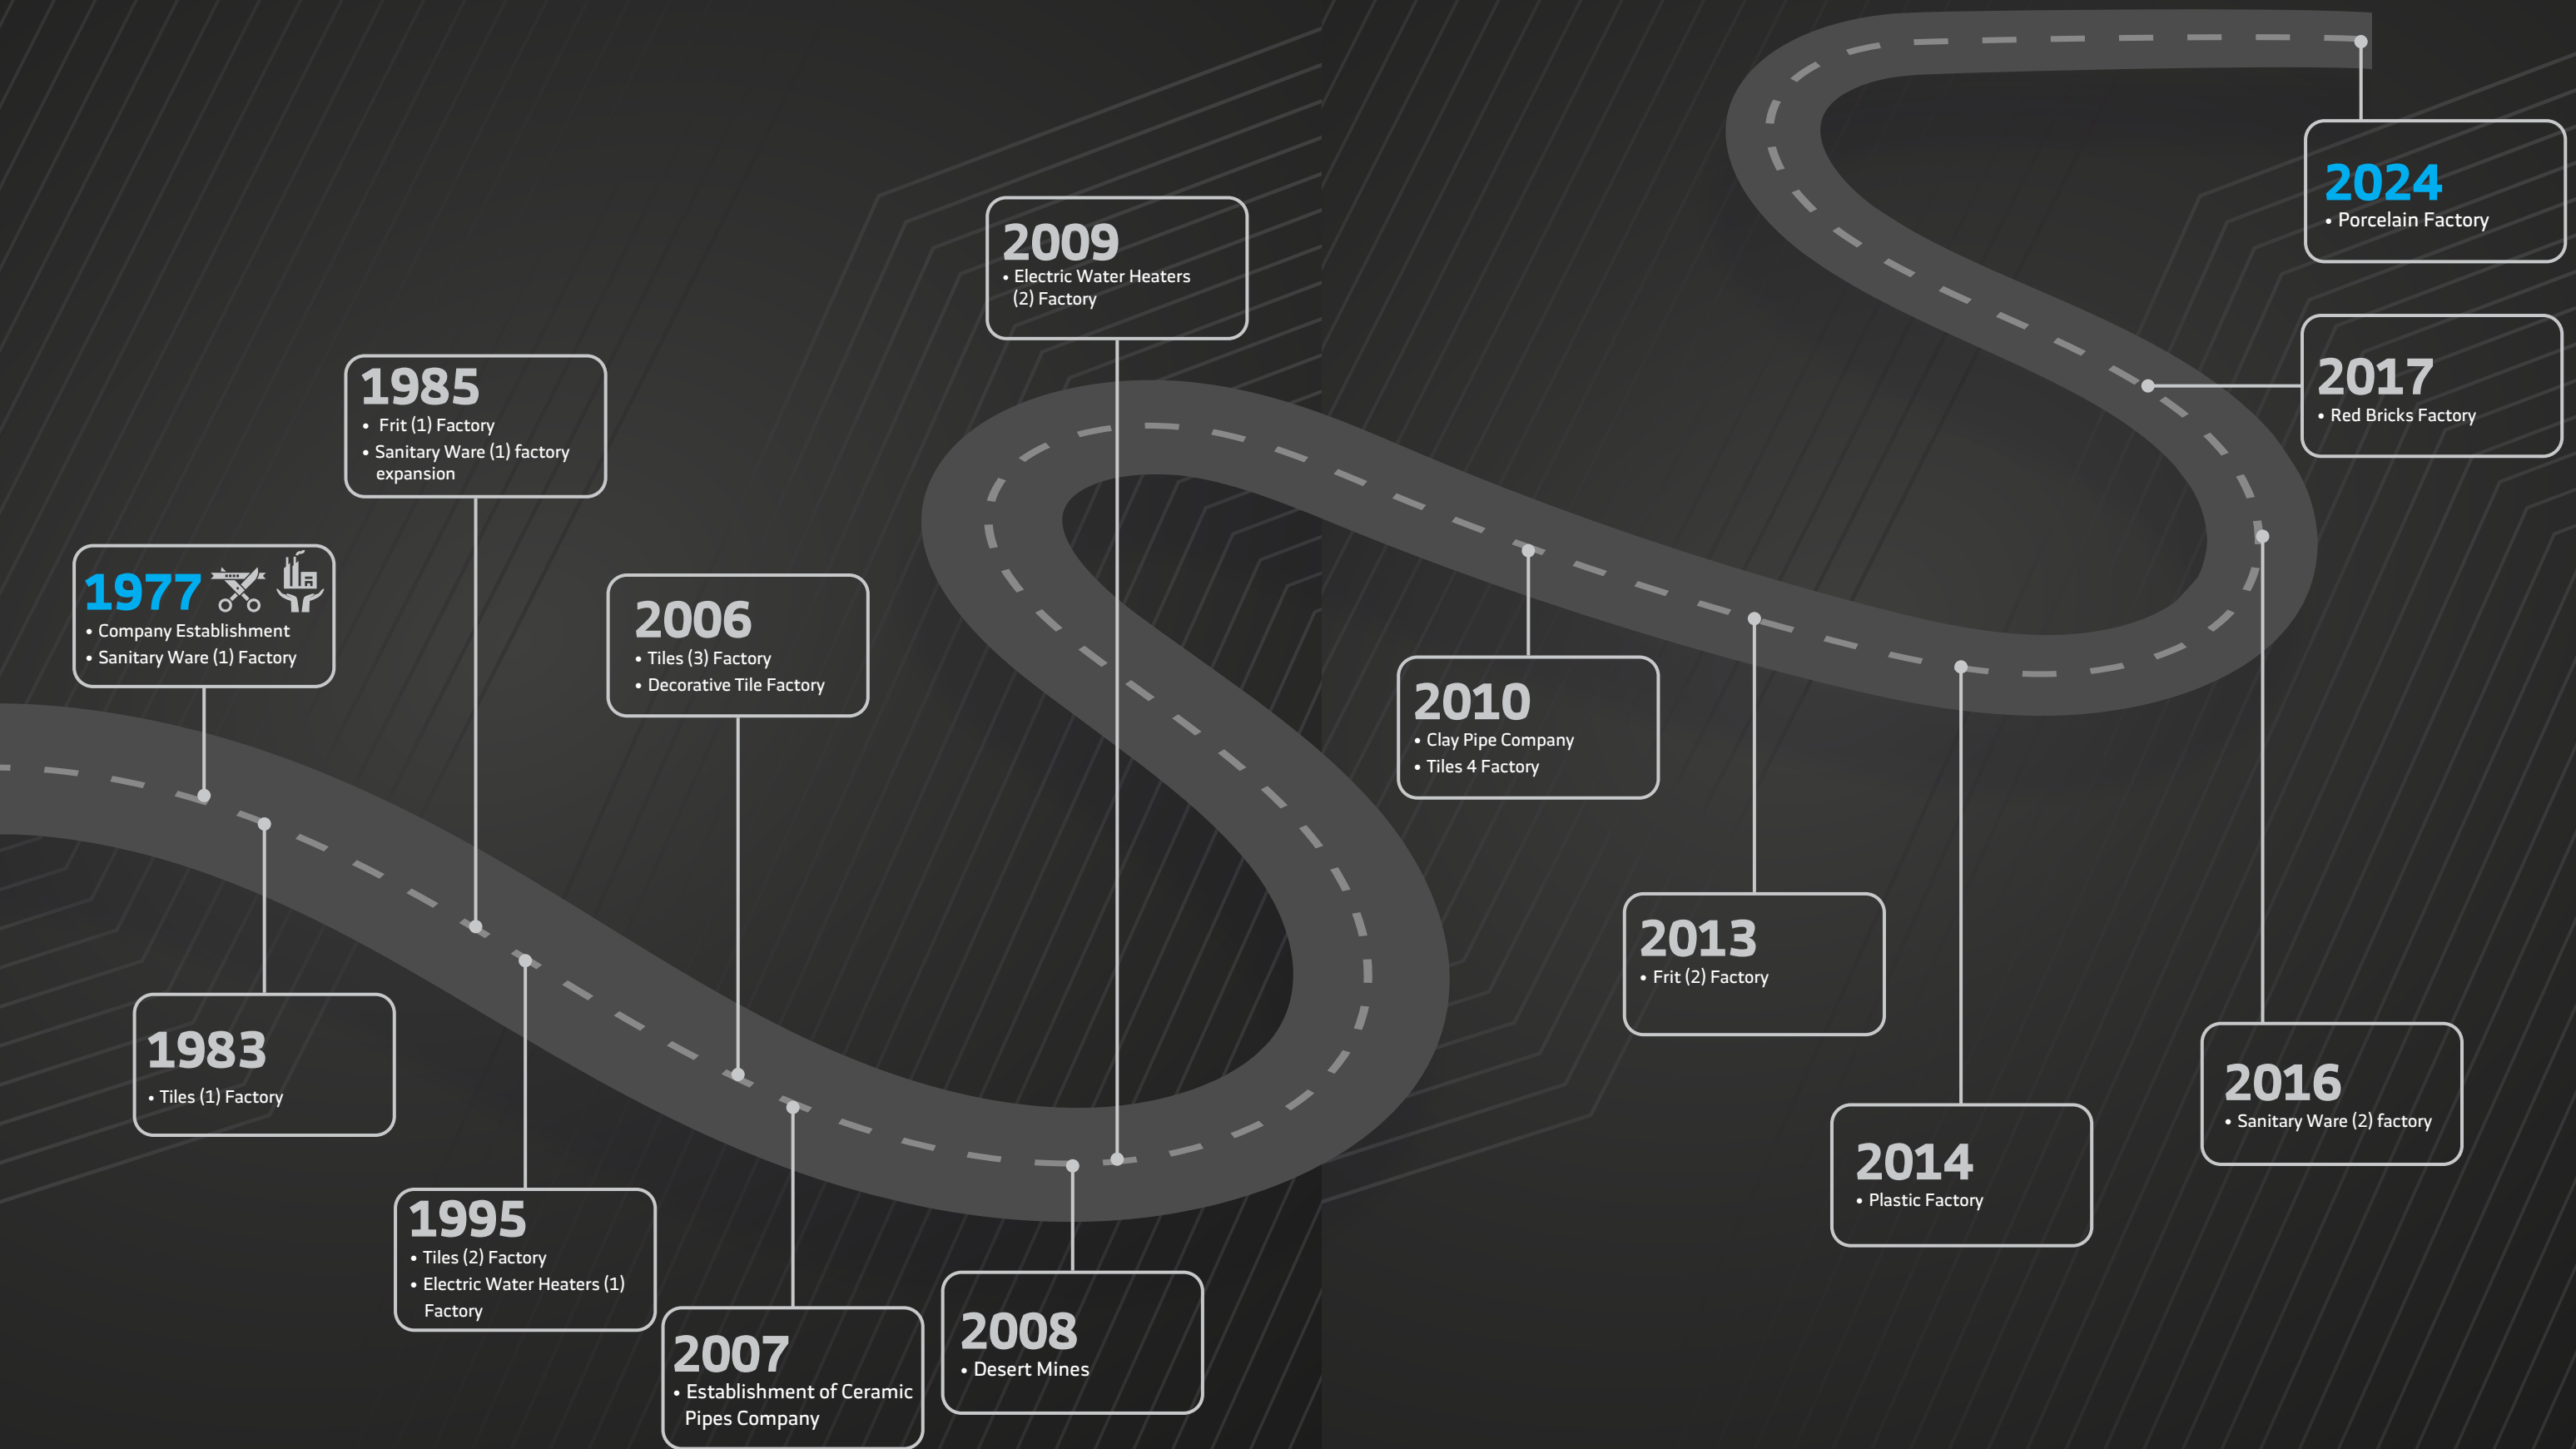 1977
• Company Establishment
• Sanitary Ware (1) Factory
1983
• Tiles (1) Factory
1985
• Frit (1) Factory
• Sanitary Ware (1) factory
expansion
1995
• Tiles (2) Factory
• Electric Water Heaters (1)
Factory
2006
• Tiles (3) Factory
• Decorative Tile Factory
2007
• Establishment of Ceramic
Pipes Company
2008
• Desert Mines
2009
• Electric Water Heaters
(2) Factory
2010
• Clay Pipe Company
• Tiles 4 Factory
2013
• Frit (2) Factory
2014
• Plastic Factory
2016
• Sanitary Ware (2) factory
2017
• Red Bricks Factory
2024
• Porcelain Factory